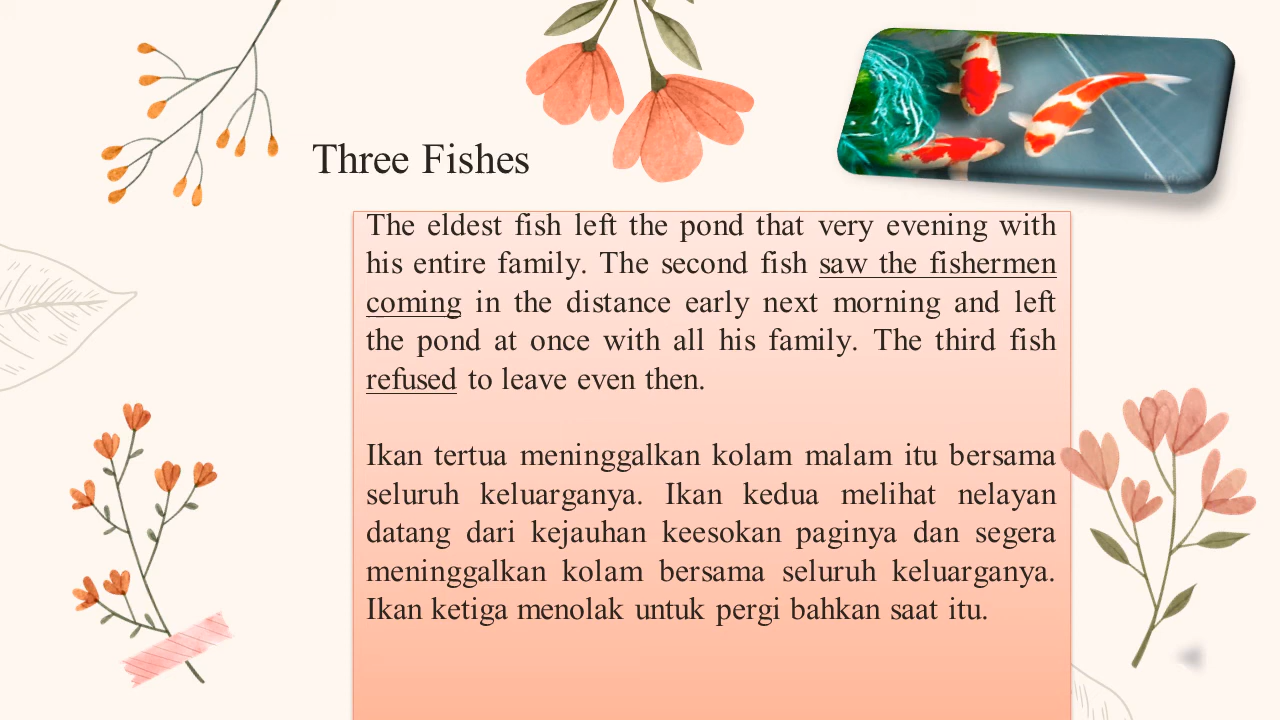 Three Fishes
The eldest fish left the pond that very evening with
his entire family. The second fish saw the fishermen
coming in the distance early next morning and left
the pond at once with all his family. The third fish
refused to leave even then.
Ikan tertua meninggalkan kolam malam itu bersama
seluruh keluarganya. Ikan kedua melihat nelayan
datang dari kejauhan keesokan paginya dan segera
meninggalkan kolam bersama seluruh keluarganya.
Ikan ketiga menolak untuk pergi bahkan saat itu.